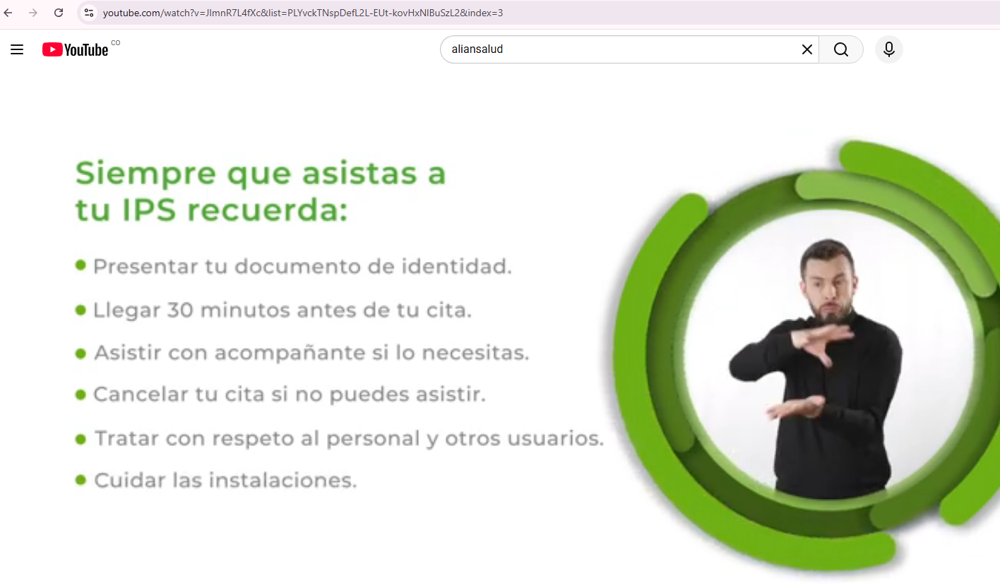 youtube.com/watch?v=JImnR7L4fXc&list=PLYvckTNspDefL2L-EUt-kovHxNIBuSzL2&index=3
YouTube CO
aliansalud
Siempre que asistas a
tu IPS recuerda:
Presentar tu documento de identidad.
Llegar 30 minutos antes de tu cita.
Asistir con acompañante si lo necesitas.
Cancelar tu cita si no puedes asistir.
Tratar con respeto al personal y otros usuarios.
Cuidar las instalaciones.